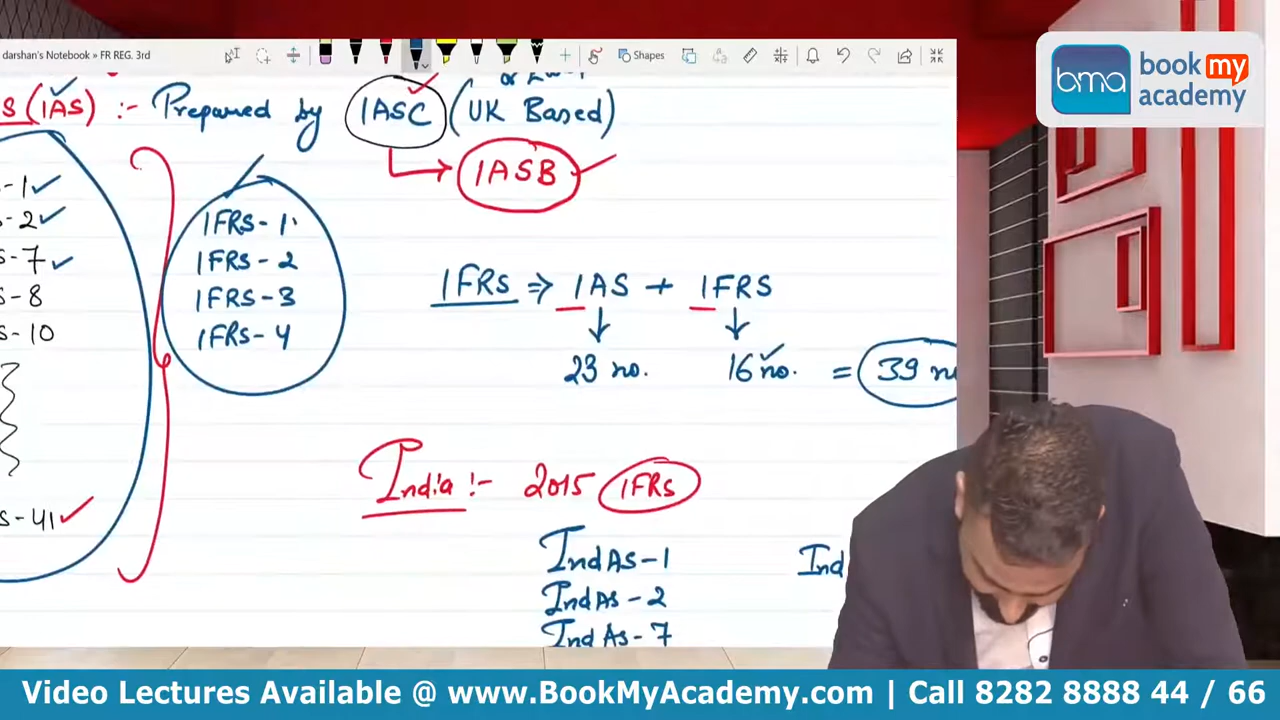 darshan's Notebook » FR REG. 3rd
Shapes
book my
academy
bma
S (IAS) :- Prepared by IASC (UK Based)
IASB
S-1
S-2
S-7
S-8
S-10
S-41
IFRS-1
IFRS-2
IFRS-3
IFRS-4
IFRS ⇒ IAS + IFRS
23 no. 16 no. = 39 n
India :- 2015 IFRS
IndAS-1 Ind
IndAS-2
IndAs-7
Video Lectures Available @ www.BookMyAcademy.com | Call 8282 8888 44 / 66